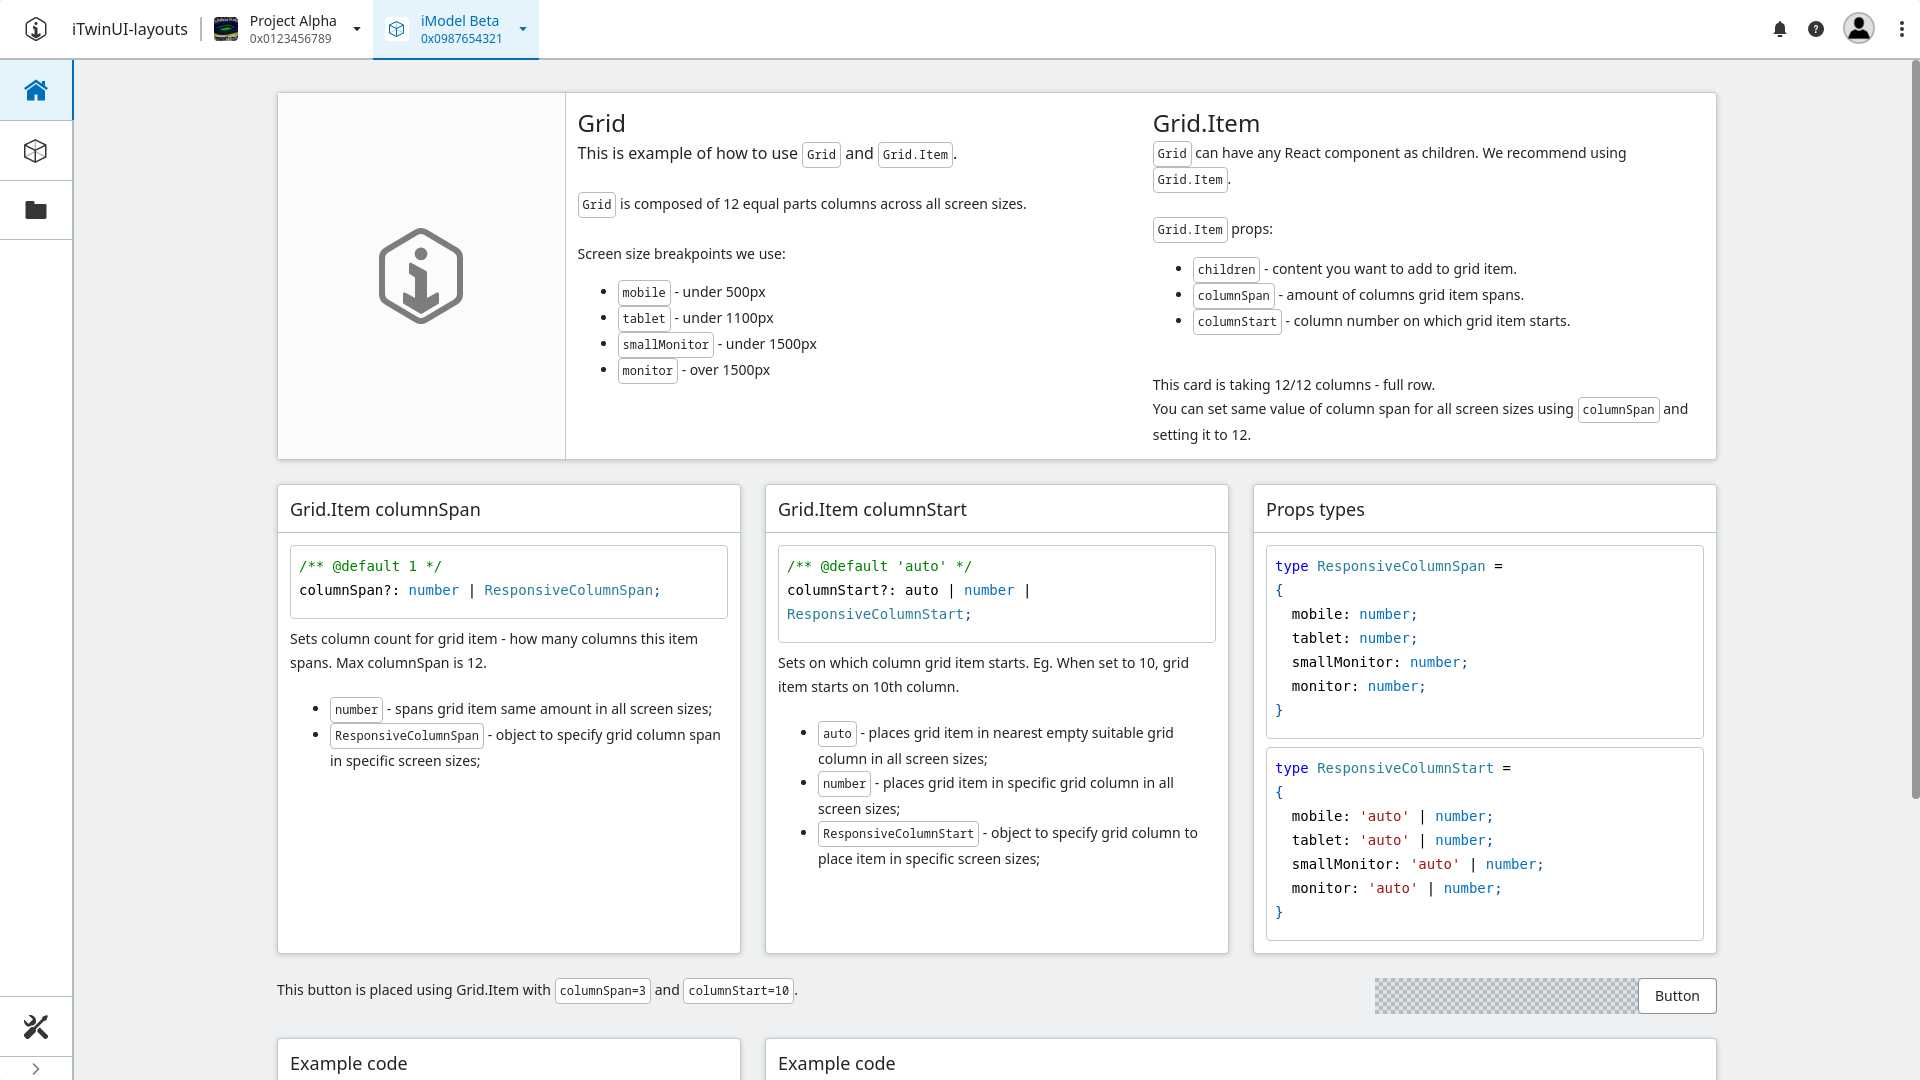 iTwinUI-layouts
Project Alpha
0x0123456789
iModel Beta
0x0987654321
Grid
This is example of how to use Grid and Grid.Item.
Grid is composed of 12 equal parts columns across all screen sizes.
Screen size breakpoints we use:
mobile - under 500px
tablet - under 1100px
smallMonitor - under 1500px
monitor - over 1500px
Grid.Item
Grid can have any React component as children. We recommend using
Grid.Item.
Grid.Item props:
children - content you want to add to grid item.
columnSpan - amount of columns grid item spans.
columnStart - column number on which grid item starts.
This card is taking 12/12 columns - full row.
You can set same value of column span for all screen sizes using columnSpan and
setting it to 12.
Grid.Item columnSpan
/** @default 1 */
columnSpan?: number | ResponsiveColumnSpan;
Sets column count for grid item - how many columns this item
spans. Max columnSpan is 12.
number - spans grid item same amount in all screen sizes;
ResponsiveColumnSpan - object to specify grid column span
in specific screen sizes;
Grid.Item columnStart
/** @default 'auto' */
columnStart?: auto | number |
ResponsiveColumnStart;
Sets on which column grid item starts. Eg. When set to 10, grid
item starts on 10th column.
auto - places grid item in nearest empty suitable grid
column in all screen sizes;
number - places grid item in specific grid column in all
screen sizes;
ResponsiveColumnStart - object to specify grid column to
place item in specific screen sizes;
Props types
type ResponsiveColumnSpan =
{
mobile: number;
tablet: number;
smallMonitor: number;
monitor: number;
}
type ResponsiveColumnStart =
{
mobile: 'auto' | number;
tablet: 'auto' | number;
smallMonitor: 'auto' | number;
monitor: 'auto' | number;
}
This button is placed using Grid.Item with columnSpan=3 and columnStart=10.
Button
Example code
Example code